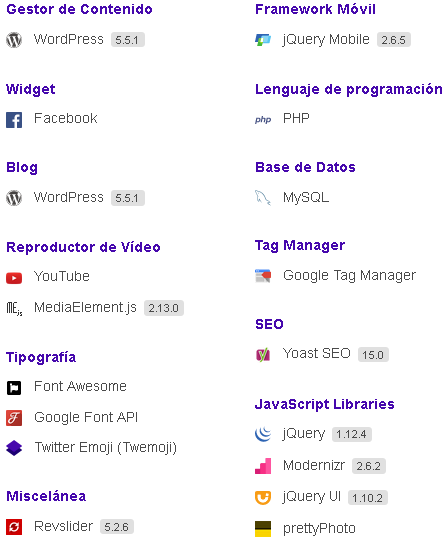 Gestor de Contenido
WordPress 5.5.1
Widget
Facebook
Blog
WordPress 5.5.1
Reproductor de Vídeo
YouTube
MediaElement.js 2.13.0
Tipografía
Font Awesome
Google Font API
Twitter Emoji (Twemoji)
Miscelánea
Revslider 5.2.6
Framework Móvil
jQuery Mobile 2.6.5
Lenguaje de programación
php PHP
Base de Datos
MySQL
Tag Manager
Google Tag Manager
SEO
Yoast SEO 15.0
JavaScript Libraries
jQuery 1.12.4
Modernizr 2.6.2
jQuery UI 1.10.2
prettyPhoto